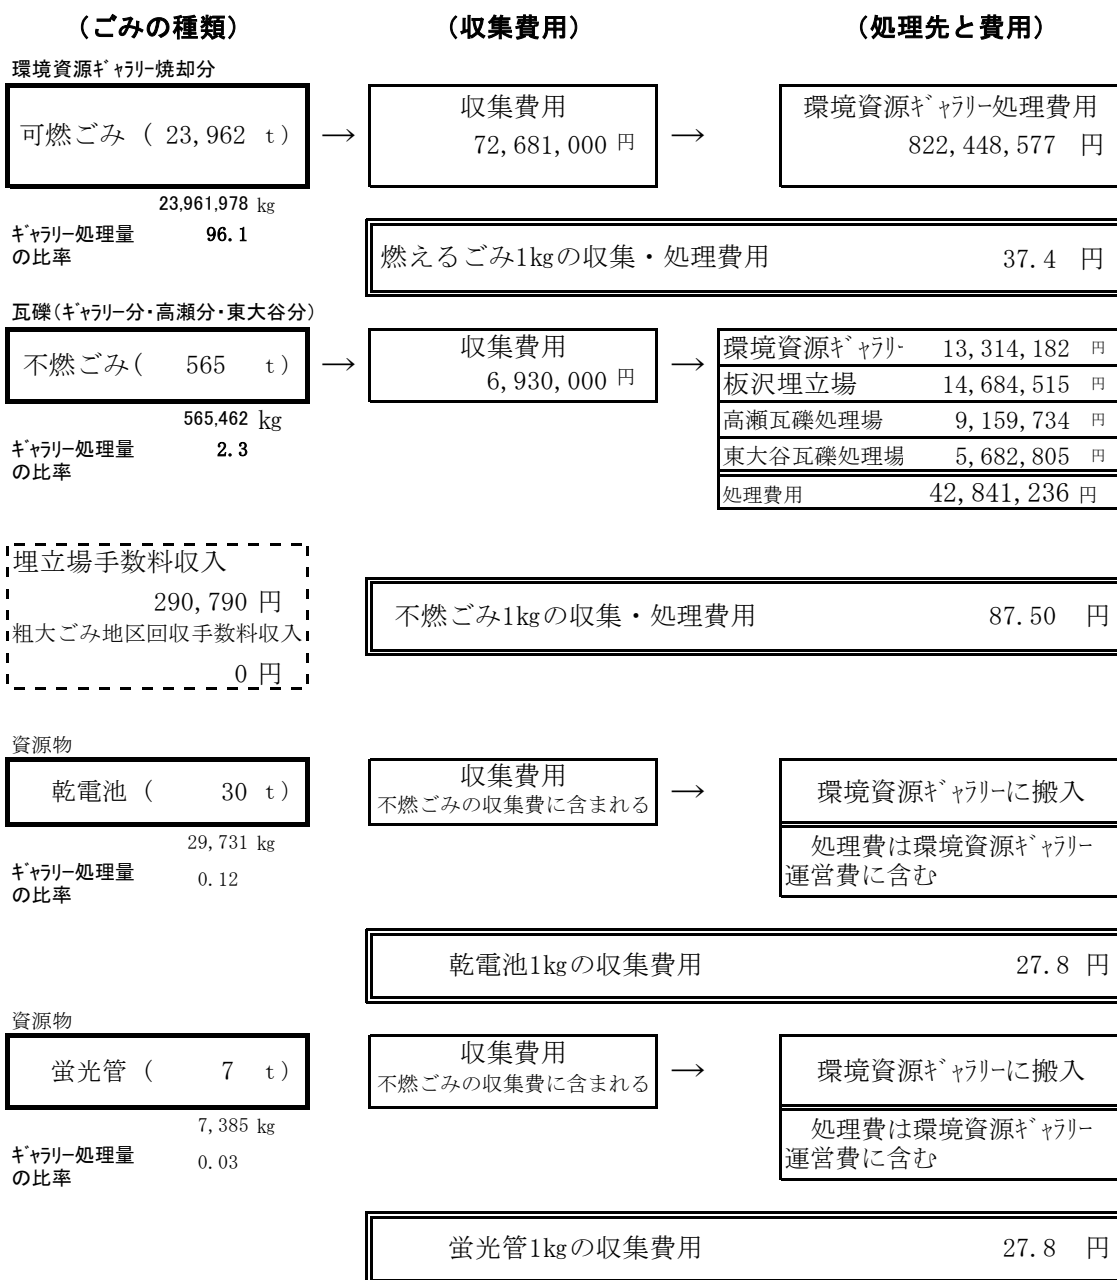 (ごみの種類) (収集費用) (処理先と費用)
環境資源ギャラリー焼却分
可燃ごみ ( 23,962 t) → 収集費用 72,681,000 円 → 環境資源ギャラリー処理費用 822,448,577 円
23,961,978 kg
ギャラリー処理量の比率 96.1
燃えるごみ1kgの収集・処理費用 37.4 円
瓦礫(ギャラリー分・高瀬分・東大谷分)
不燃ごみ( 565 t) → 収集費用 6,930,000 円 →
環境資源ギャラリー 13,314,182 円
板沢埋立場 14,684,515 円
高瀬瓦礫処理場 9,159,734 円
東大谷瓦礫処理場 5,682,805 円
処理費用 42,841,236 円
565,462 kg
ギャラリー処理量の比率 2.3
埋立場手数料収入
290,790 円
粗大ごみ地区回収手数料収入
0 円
不燃ごみ1kgの収集・処理費用 87.50 円
資源物
乾電池 ( 30 t) 収集費用 不燃ごみの収集費に含まれる → 環境資源ギャラリーに搬入
処理費は環境資源ギャラリー
運営費に含む
29,731 kg
ギャラリー処理量の比率 0.12
乾電池1kgの収集費用 27.8 円
資源物
蛍光管 ( 7 t) 収集費用 不燃ごみの収集費に含まれる → 環境資源ギャラリーに搬入
処理費は環境資源ギャラリー
運営費に含む
7,385 kg
ギャラリー処理量の比率 0.03
蛍光管1kgの収集費用 27.8 円